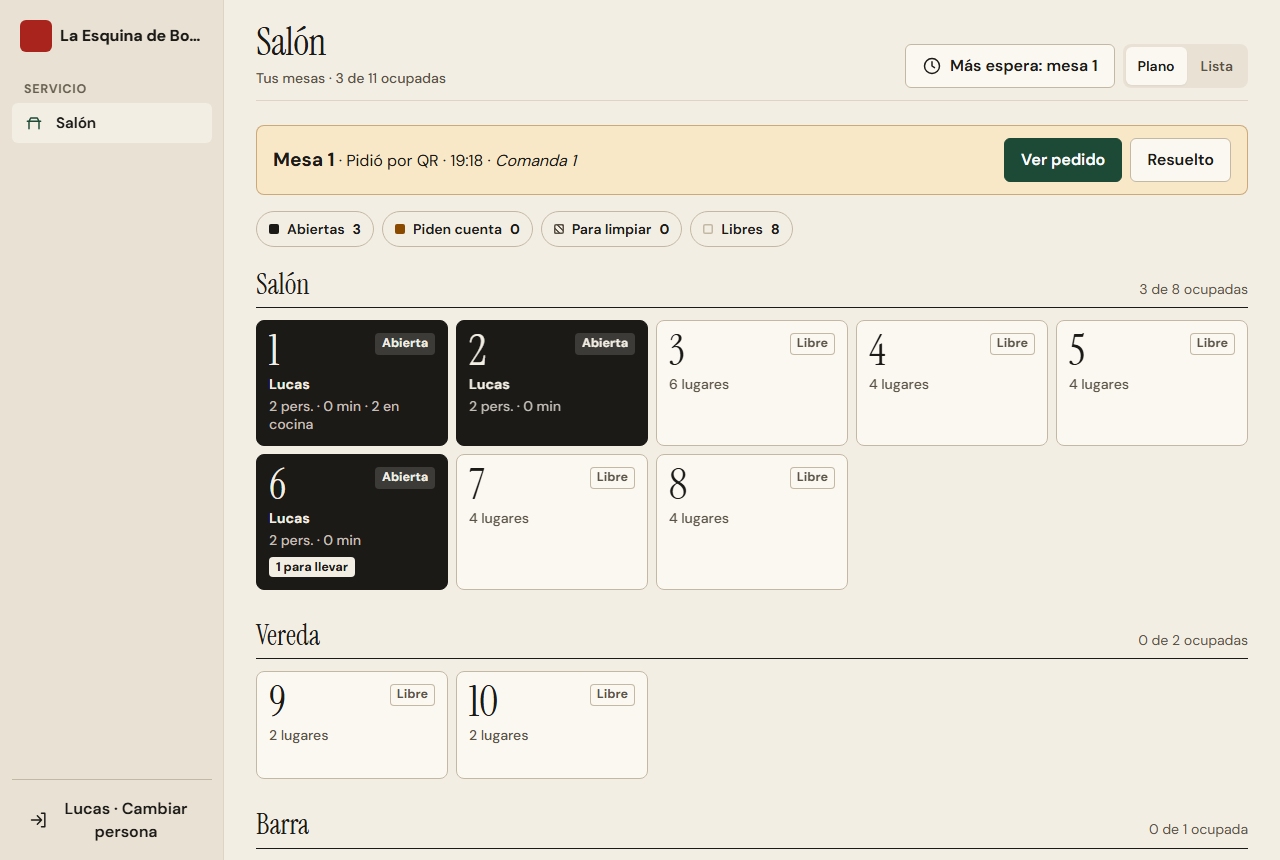 La Esquina de Bo...
SERVICIO
Salón
Lucas · Cambiar
persona
Salón
Tus mesas · 3 de 11 ocupadas
Más espera: mesa 1
Plano
Lista
Mesa 1 · Pidió por QR · 19:18 · Comanda 1
Ver pedido
Resuelto
Abiertas 3
Piden cuenta 0
Para limpiar 0
Libres 8
Salón
3 de 8 ocupadas
1
Abierta
Lucas
2 pers. · 0 min · 2 en
cocina
2
Abierta
Lucas
2 pers. · 0 min
3
Libre
6 lugares
4
Libre
4 lugares
5
Libre
4 lugares
6
Abierta
Lucas
2 pers. · 0 min
1 para llevar
7
Libre
4 lugares
8
Libre
4 lugares
Vereda
0 de 2 ocupadas
9
Libre
2 lugares
10
Libre
2 lugares
Barra
0 de 1 ocupada